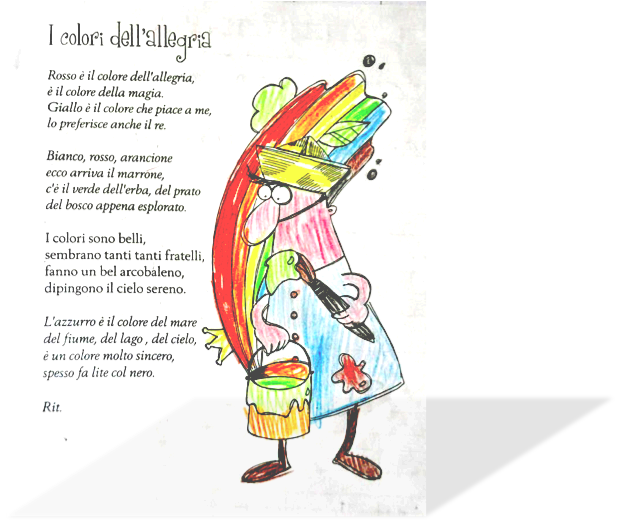 I colori dell'allegria
Rosso è il colore dell'allegria,
è il colore della magia.
Giallo è il colore che piace a me,
lo preferisce anche il re.
Bianco, rosso, arancione
ecco arriva il marrone,
c'è il verde dell'erba, del prato
del bosco appena esplorato.
I colori sono belli,
sembrano tanti tanti fratelli,
fanno un bel arcobaleno,
dipingono il cielo sereno.
L'azzurro è il colore del mare
del fiume, del lago , del cielo,
è un colore molto sincero,
spesso fa lite col nero.
Rit.